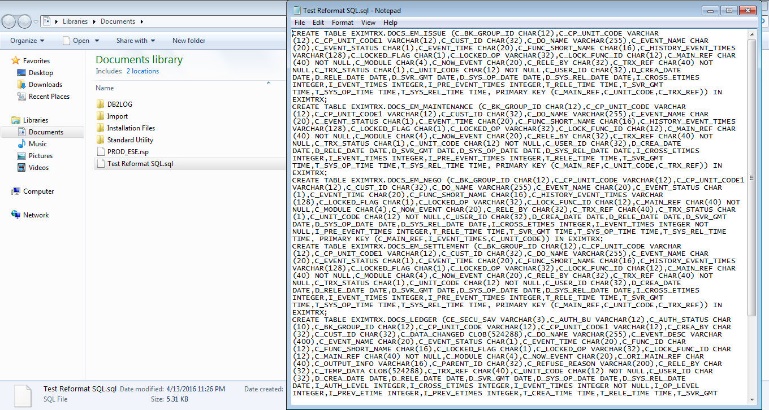 Libraries ▸ Documents ▸
Organize ▾ Open ▾ Share with ▾ New folder
Favorites
Desktop
Downloads
Recent Places
Libraries
Documents
Music
Pictures
Videos
Computer
Network
Documents library
Includes: 2 locations
Name
DB2LOG
Import
Installation Files
Standard Utility
PROD_ESE.rsp
Test Reformat SQL.sql
Test Reformat SQL.sql Date modified: 4/13/2016 11:26 PM Date created:
SQL File Size: 5.31 KB
Test Reformat SQL.sql - Notepad
File Edit Format View Help
CREATE TABLE EXIMTRX.DOCS_EM_ISSUE (C_BK_GROUP_ID CHAR(12),C_CP_UNIT_CODE VARCHAR
(12),C_CP_UNIT_CODE1 VARCHAR(12),C_CUST_ID CHAR(32),C_DO_NAME VARCHAR(255),C_EVENT_NAME CHAR
(20),C_EVENT_STATUS CHAR(1),C_EVENT_TIME CHAR(20),C_FUNC_SHORT_NAME CHAR(16),C_HISTORY_EVENT_TIMES
VARCHAR(128),C_LOCKED_FLAG CHAR(1),C_LOCKED_OP VARCHAR(32),C_LOCK_FUNC_ID CHAR(12),C_MAIN_REF CHAR
(40) NOT NULL,C_MODULE CHAR(4),C_NOW_EVENT CHAR(20),C_RELE_BY CHAR(32),C_TRX_REF CHAR(40) NOT
NULL,C_TRX_STATUS CHAR(1),C_UNIT_CODE CHAR(12) NOT NULL,C_USER_ID CHAR(32),D_CREA_DATE
DATE,D_RELE_DATE DATE,D_SVR_GMT DATE,D_SYS_OP_DATE DATE,D_SYS_REL_DATE DATE,I_CROSS_ETIMES
INTEGER,I_EVENT_TIMES INTEGER,I_PRE_EVENT_TIMES INTEGER,T_RELE_TIME TIME,T_SVR_GMT
TIME,T_SYS_OP_TIME TIME,T_SYS_REL_TIME TIME, PRIMARY KEY (C_MAIN_REF,C_UNIT_CODE,C_TRX_REF)) IN
EXIMTRX;
CREATE TABLE EXIMTRX.DOCS_EM_MAINTENANCE (C_BK_GROUP_ID CHAR(12),C_CP_UNIT_CODE VARCHAR
(12),C_CP_UNIT_CODE1 VARCHAR(12),C_CUST_ID CHAR(32),C_DO_NAME VARCHAR(255),C_EVENT_NAME CHAR
(20),C_EVENT_STATUS CHAR(1),C_EVENT_TIME CHAR(20),C_FUNC_SHORT_NAME CHAR(16),C_HISTORY_EVENT_TIMES
VARCHAR(128),C_LOCKED_FLAG CHAR(1),C_LOCKED_OP VARCHAR(32),C_LOCK_FUNC_ID CHAR(12),C_MAIN_REF CHAR
(40) NOT NULL,C_MODULE CHAR(4),C_NOW_EVENT CHAR(20),C_RELE_BY CHAR(32),C_TRX_REF CHAR(40) NOT
NULL,C_TRX_STATUS CHAR(1),C_UNIT_CODE CHAR(12) NOT NULL,C_USER_ID CHAR(32),D_CREA_DATE
DATE,D_RELE_DATE DATE,D_SVR_GMT DATE,D_SYS_OP_DATE DATE,D_SYS_REL_DATE DATE,I_CROSS_ETIMES
INTEGER,I_EVENT_TIMES INTEGER,I_PRE_EVENT_TIMES INTEGER,T_RELE_TIME TIME,T_SVR_GMT
TIME,T_SYS_OP_TIME TIME,T_SYS_REL_TIME TIME, PRIMARY KEY (C_MAIN_REF,C_UNIT_CODE,C_TRX_REF)) IN
EXIMTRX;
CREATE TABLE EXIMTRX.DOCS_EM_NEGO (C_BK_GROUP_ID CHAR(12),C_CP_UNIT_CODE VARCHAR(12),C_CP_UNIT_CODE1
VARCHAR(12),C_CUST_ID CHAR(32),C_DO_NAME VARCHAR(255),C_EVENT_NAME CHAR(20),C_EVENT_STATUS CHAR
(1),C_EVENT_TIME CHAR(20),C_FUNC_SHORT_NAME CHAR(16),C_HISTORY_EVENT_TIMES VARCHAR
(128),C_LOCKED_FLAG CHAR(1),C_LOCKED_OP VARCHAR(32),C_LOCK_FUNC_ID CHAR(12),C_MAIN_REF CHAR(40) NOT
NULL,C_MODULE CHAR(4),C_NOW_EVENT CHAR(20),C_RELE_BY CHAR(32),C_TRX_REF CHAR(40),C_TRX_STATUS CHAR
(1),C_UNIT_CODE CHAR(12) NOT NULL,C_USER_ID CHAR(32),D_CREA_DATE DATE,D_RELE_DATE DATE,D_SVR_GMT
DATE,D_SYS_OP_DATE DATE,D_SYS_REL_DATE DATE,I_CROSS_ETIMES INTEGER,I_EVENT_TIMES INTEGER NOT
NULL,I_PRE_EVENT_TIMES INTEGER,T_RELE_TIME TIME,T_SVR_GMT TIME,T_SYS_OP_TIME TIME,T_SYS_REL_TIME
TIME, PRIMARY KEY (C_MAIN_REF,I_EVENT_TIMES,C_UNIT_CODE)) IN EXIMTRX;
CREATE TABLE EXIMTRX.DOCS_EM_SETTLEMENT (C_BK_GROUP_ID CHAR(12),C_CP_UNIT_CODE VARCHAR
(12),C_CP_UNIT_CODE1 VARCHAR(12),C_CUST_ID CHAR(32),C_DO_NAME VARCHAR(255),C_EVENT_NAME CHAR
(20),C_EVENT_STATUS CHAR(1),C_EVENT_TIME CHAR(20),C_FUNC_SHORT_NAME CHAR(16),C_HISTORY_EVENT_TIMES
VARCHAR(128),C_LOCKED_FLAG CHAR(1),C_LOCKED_OP VARCHAR(32),C_LOCK_FUNC_ID CHAR(12),C_MAIN_REF CHAR
(40) NOT NULL,C_MODULE CHAR(4),C_NOW_EVENT CHAR(20),C_RELE_BY CHAR(32),C_TRX_REF CHAR(40) NOT
NULL,C_TRX_STATUS CHAR(1),C_UNIT_CODE CHAR(12) NOT NULL,C_USER_ID CHAR(32),D_CREA_DATE
DATE,D_RELE_DATE DATE,D_SVR_GMT DATE,D_SYS_OP_DATE DATE,D_SYS_REL_DATE DATE,I_CROSS_ETIMES
INTEGER,I_EVENT_TIMES INTEGER,I_PRE_EVENT_TIMES INTEGER,T_RELE_TIME TIME,T_SVR_GMT
TIME,T_SYS_OP_TIME TIME,T_SYS_REL_TIME TIME, PRIMARY KEY (C_MAIN_REF,C_UNIT_CODE,C_TRX_REF)) IN
EXIMTRX;
CREATE TABLE EXIMTRX.DOCS_LEDGER (CE_SECU_SAV VARCHAR(3),C_AUTH_BU VARCHAR(12),C_AUTH_STATUS CHAR
(10),C_BK_GROUP_ID CHAR(12),C_CP_UNIT_CODE VARCHAR(12),C_CP_UNIT_CODE1 VARCHAR(12),C_CREA_BY CHAR
(32),C_CUST_ID CHAR(32),C_DATA_CHANGED CLOB(524288),C_DO_NAME VARCHAR(255),C_EVENT_DESC VARCHAR
(400),C_EVENT_NAME CHAR(20),C_EVENT_STATUS CHAR(1),C_EVENT_TIME CHAR(20),C_FUNC_ID CHAR
(12),C_FUNC_SHORT_NAME CHAR(16),C_LOCKED_FLAG CHAR(1),C_LOCKED_OP VARCHAR(32),C_LOCK_FUNC_ID CHAR
(12),C_MAIN_REF CHAR(40) NOT NULL,C_MODULE CHAR(4),C_NOW_EVENT CHAR(20),C_ORI_MAIN_REF CHAR
(40),C_OUTPUT_INFO VARCHAR(16),C_PARENT_ID CHAR(32),C_REFUSE_REASON VARCHAR(200),C_RELE_BY CHAR
(32),C_TEMP_DATA CLOB(524288),C_TRX_REF CHAR(40),C_UNIT_CODE CHAR(12) NOT NULL,C_USER_ID CHAR
(32),D_CREA_DATE DATE,D_RELE_DATE DATE,D_SVR_GMT DATE,D_SYS_OP_DATE DATE,D_SYS_REL_DATE
DATE,I_AUTH_LEVEL INTEGER,I_CROSS_ETIMES INTEGER,I_EVENT_TIMES INTEGER NOT NULL,I_OP_LEVEL
INTEGER,I_PREV_ETIME INTEGER,I_PRE_EVENT_TIMES INTEGER,T_CREA_TIME TIME,T_RELE_TIME TIME,T_SVR_GMT